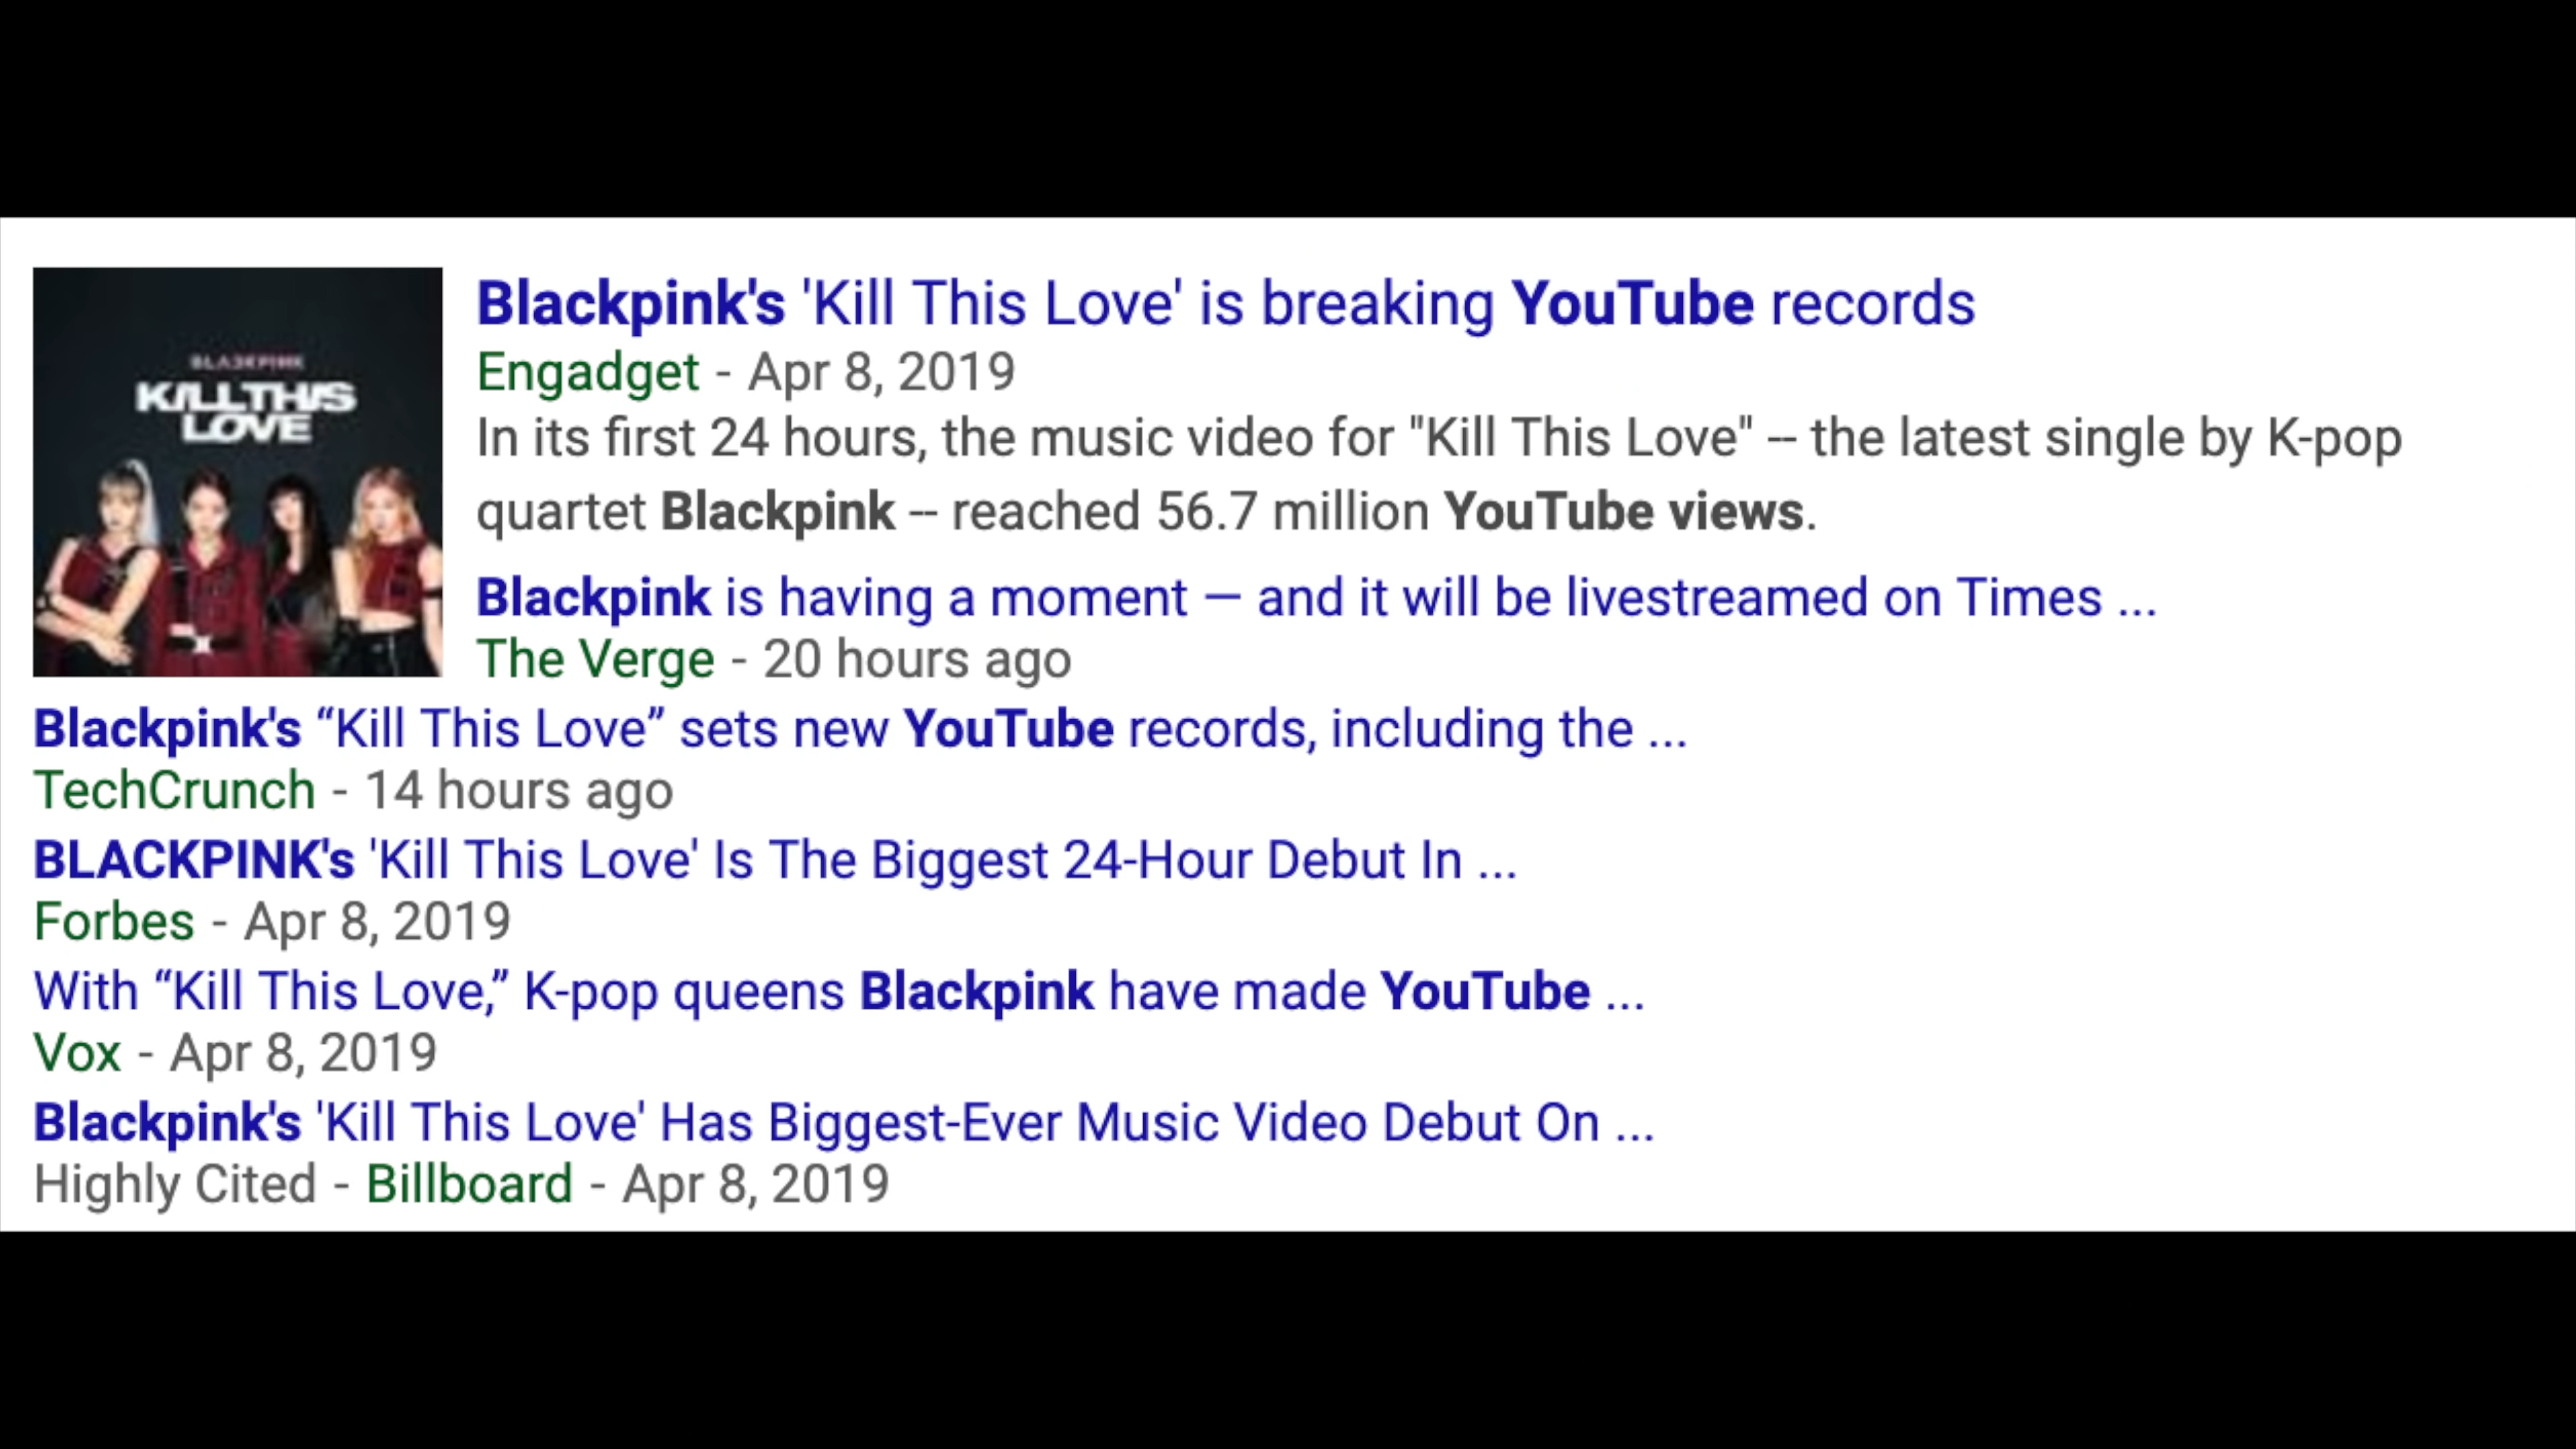 BLACKPINK
KILL THIS
LOVE
Blackpink's 'Kill This Love' is breaking YouTube records
Engadget - Apr 8, 2019
In its first 24 hours, the music video for "Kill This Love" -- the latest single by K-pop
quartet Blackpink -- reached 56.7 million YouTube views.
Blackpink is having a moment — and it will be livestreamed on Times ...
The Verge - 20 hours ago
Blackpink's “Kill This Love” sets new YouTube records, including the ...
TechCrunch - 14 hours ago
BLACKPINK's 'Kill This Love' Is The Biggest 24-Hour Debut In ...
Forbes - Apr 8, 2019
With “Kill This Love,” K-pop queens Blackpink have made YouTube ...
Vox - Apr 8, 2019
Blackpink's 'Kill This Love' Has Biggest-Ever Music Video Debut On ...
Highly Cited - Billboard - Apr 8, 2019